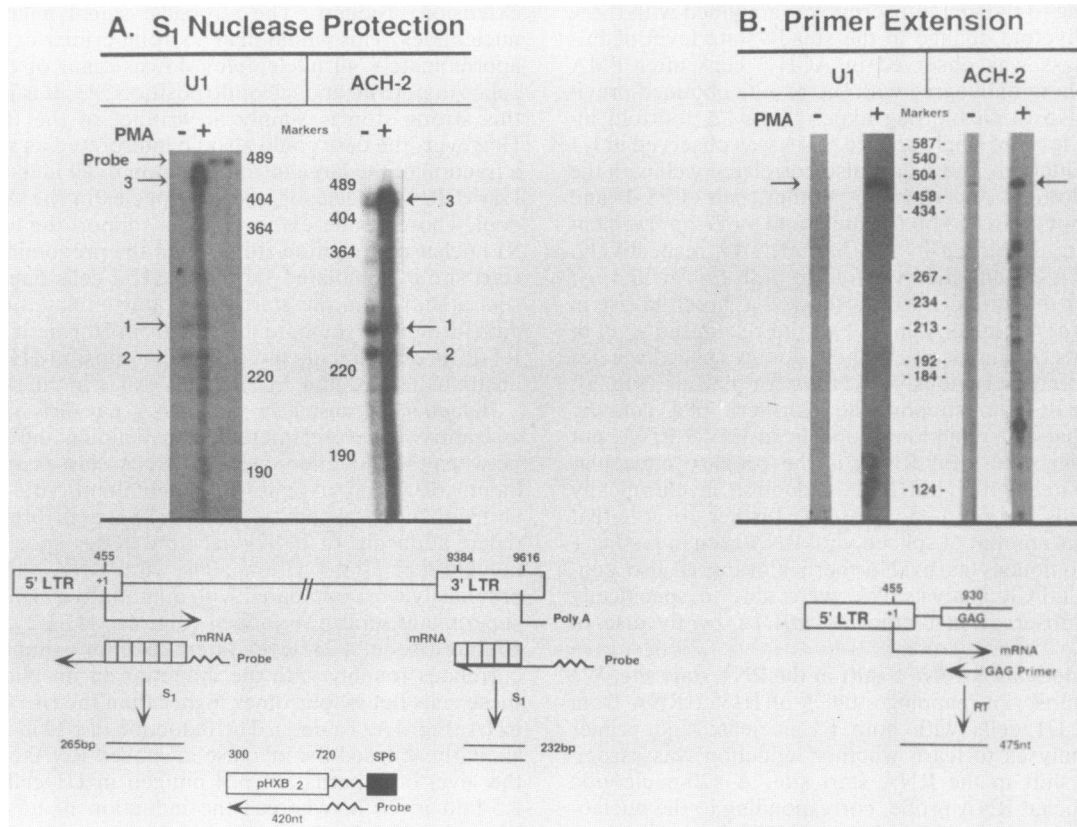 A. S1 Nuclease Protection
U1 ACH-2
PMA - + Markers - +
Probe
3
1
2
489
404
364
220
190
489
404
364
220
190
3
1
2
B. Primer Extension
U1 ACH-2
PMA - + Markers - +
587
540
504
458
434
267
234
213
192
184
124
455
5' LTR +1
mRNA
Probe
S1
265bp
9384 9616
3' LTR
Poly A
mRNA
Probe
S1
232bp
300 720 SP6
pHXB2
Probe
420nt
455 930
5' LTR +1 GAG
mRNA
GAG Primer
RT
475nt